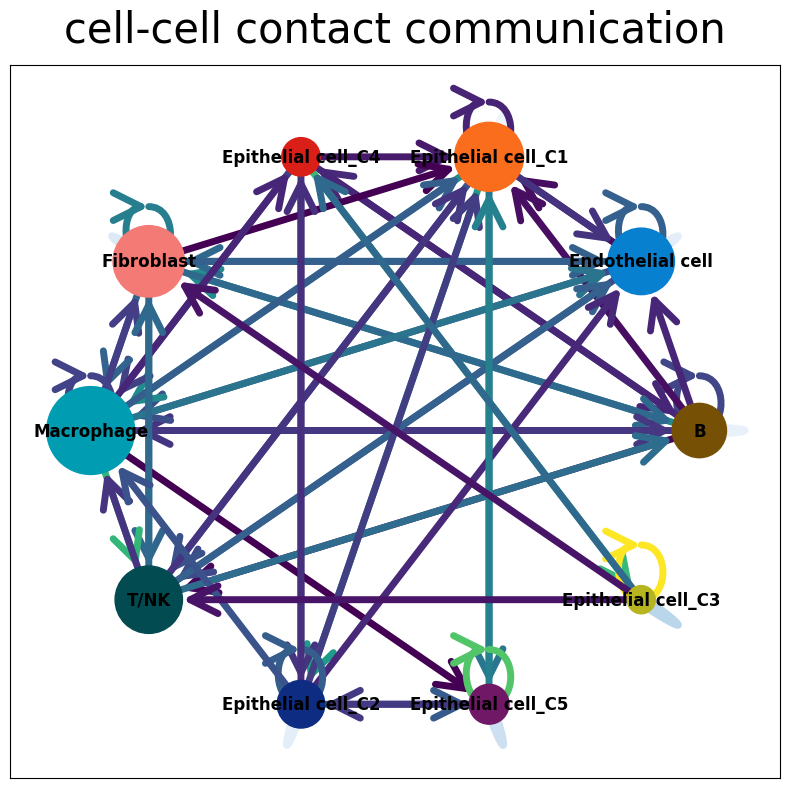 cell-cell contact communication
Epithelial cell_C4
Epithelial cell_C1
Fibroblast
Endothelial cell
Macrophage
B
T/NK
Epithelial cell_C3
Epithelial cell_C2
Epithelial cell_C5